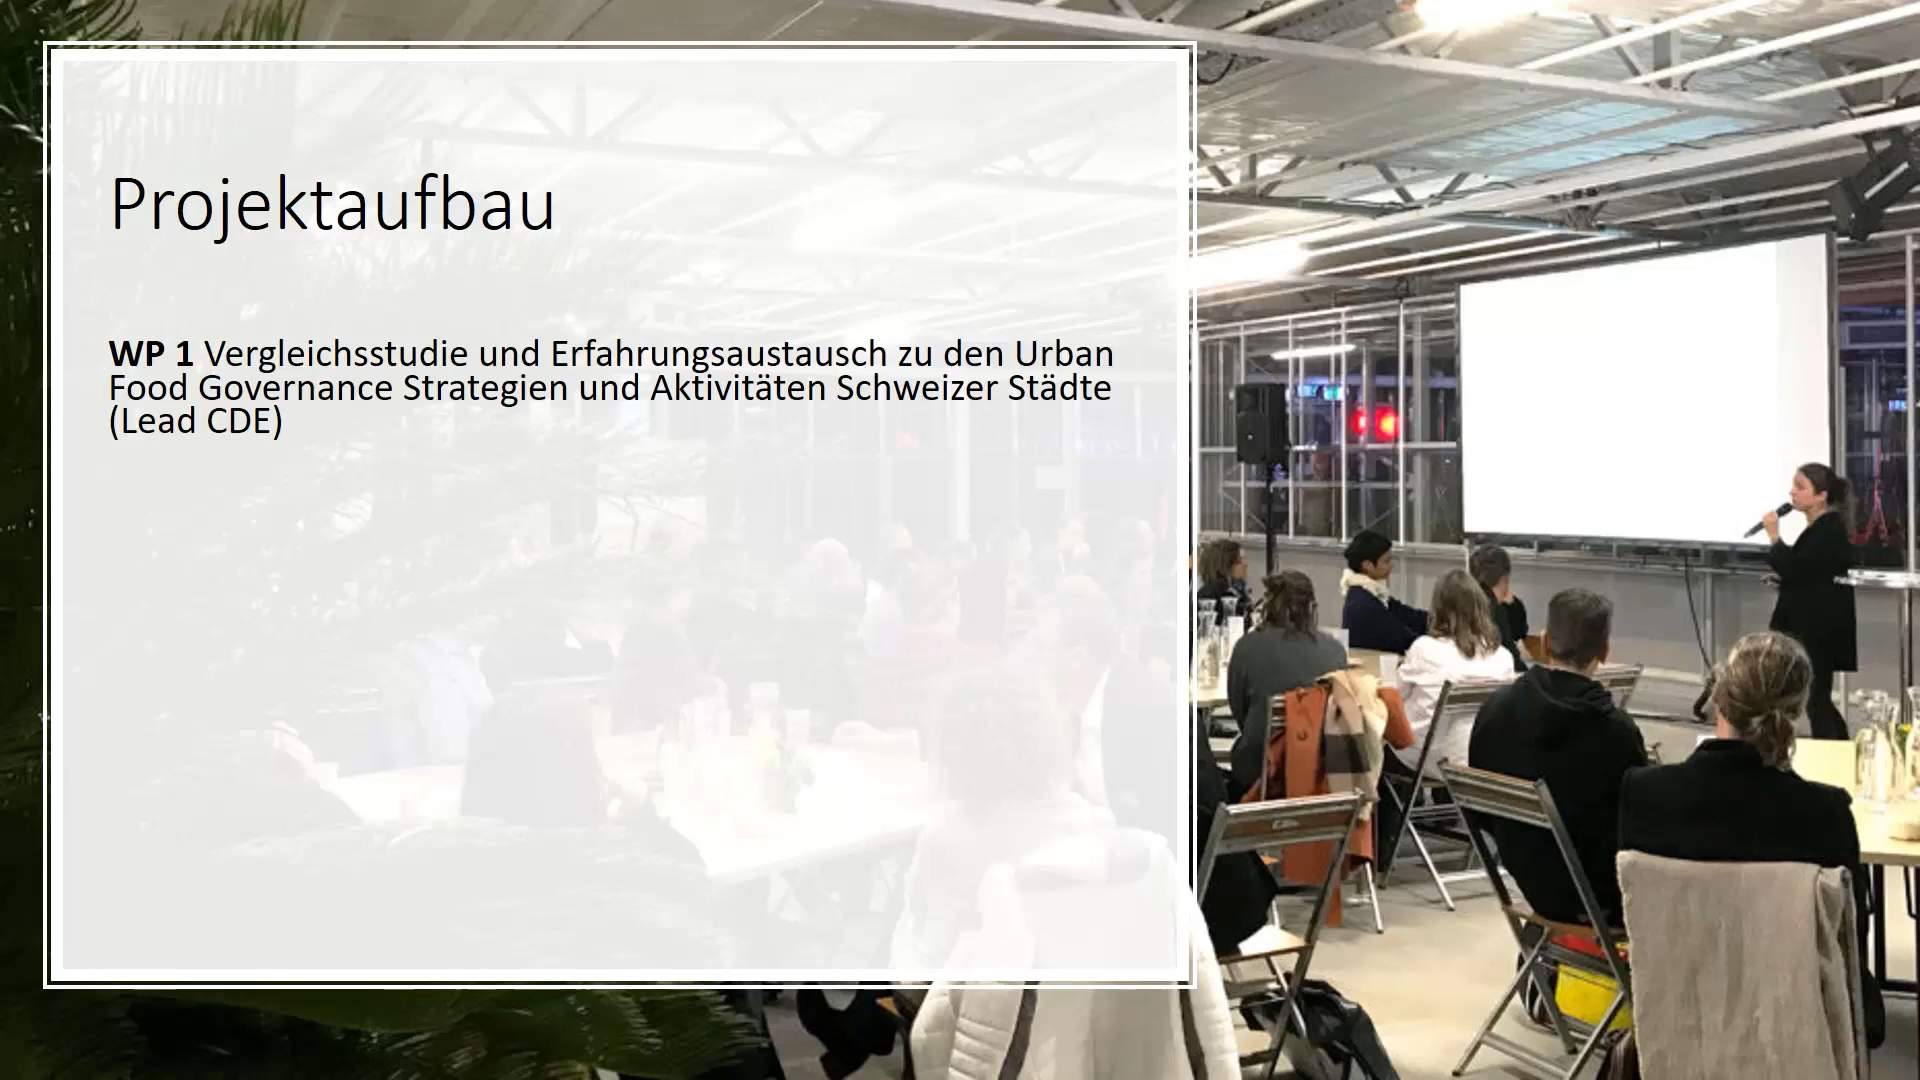 Projektaufbau
WP 1 Vergleichsstudie und Erfahrungsaustausch zu den Urban
Food Governance Strategien und Aktivitäten Schweizer Städte
(Lead CDE)